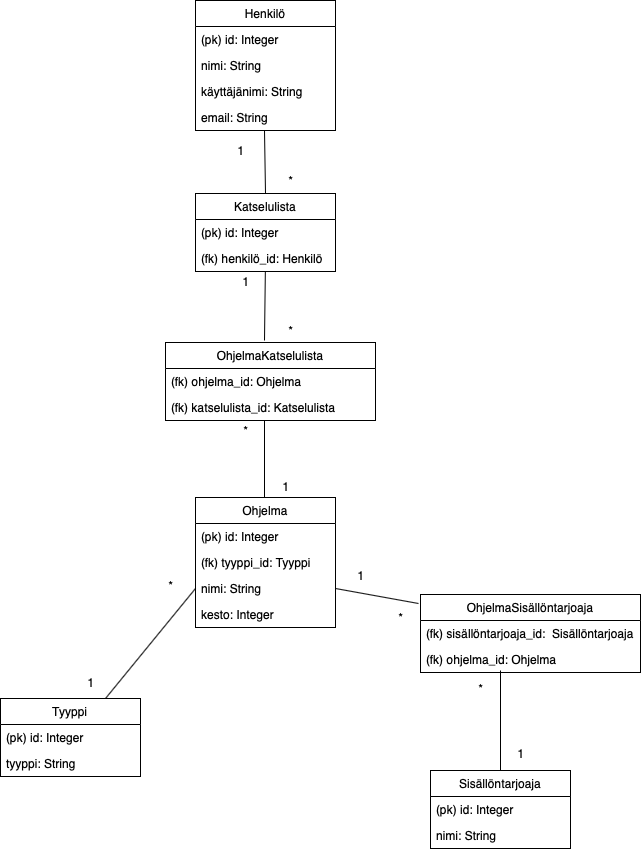 Henkilö
(pk) id: Integer
nimi: String
käyttäjänimi: String
email: String
1
*
Katselulista
(pk) id: Integer
(fk) henkilö_id: Henkilö
1
*
OhjelmaKatselulista
(fk) ohjelma_id: Ohjelma
(fk) katselulista_id: Katselulista
*
1
Ohjelma
(pk) id: Integer
(fk) tyyppi_id: Tyyppi
nimi: String
kesto: Integer
*
1
1
*
OhjelmaSisällöntarjoaja
(fk) sisällöntarjoaja_id: Sisällöntarjoaja
(fk) ohjelma_id: Ohjelma
Tyyppi
(pk) id: Integer
tyyppi: String
*
1
Sisällöntarjoaja
(pk) id: Integer
nimi: String